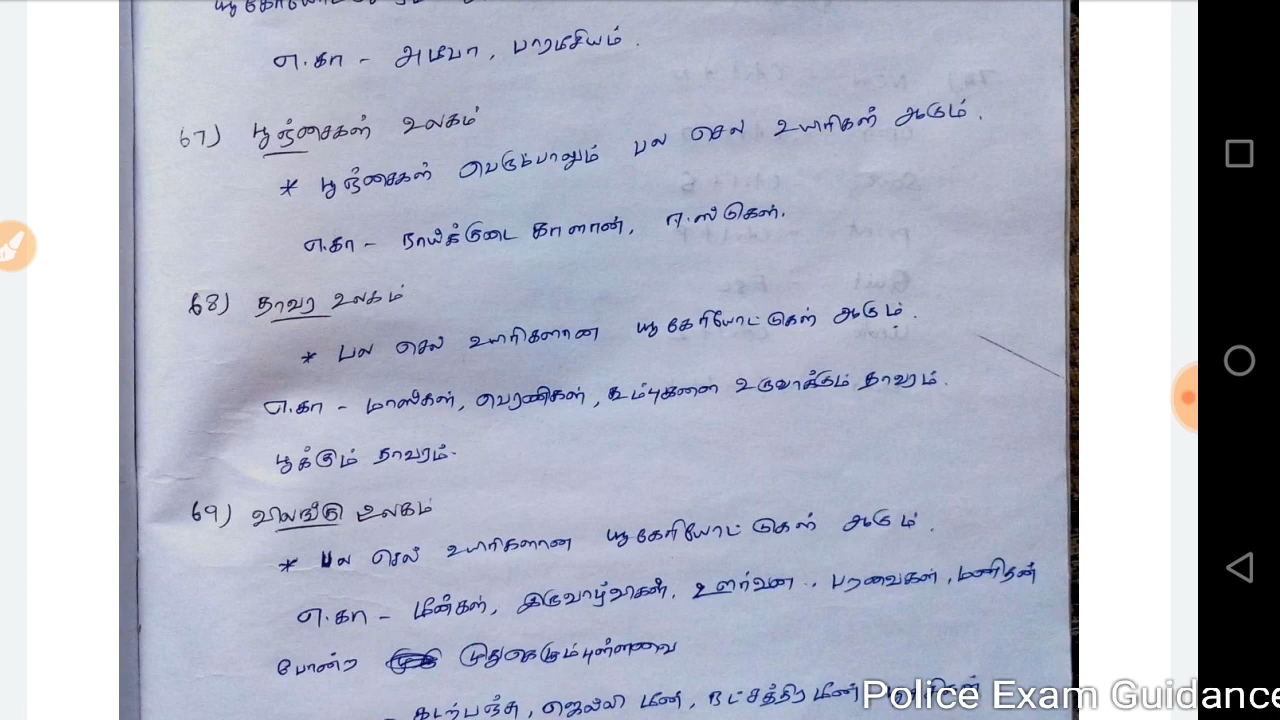 எ.கா - அமீபா, பாரமீசியம்.
67) பூஞ்சைகள் உலகம்
* பூஞ்சைகள் பெரும்பாலும் பல செல் உயிரிகள் ஆகும்.
எ.கா - நாய்க்குடை காளான், ஈஸ்டுகள்.
68) தாவர உலகம்
* பல செல் உயிரிகளான யூகேரியோட்டுகள் ஆகும்.
எ.கா - மாஸ்கள், பெரணிகள், கூம்புகளை உருவாக்கும் தாவரம்.
பூக்கும் தாவரம்.
69) விலங்கு உலகம்
* பல செல் உயிரிகளான யூகேரியோட்டுகள் ஆகும்.
எ.கா - மீன்கள், இருவாழ்விகள், ஊர்வன, பறவைகள், மனிதன்
போன்ற முதுகெலும்புள்ளவை
கடற்பஞ்சு, ஜெல்லி மீன், நட்சத்திர மீன்
Police Exam Guidance